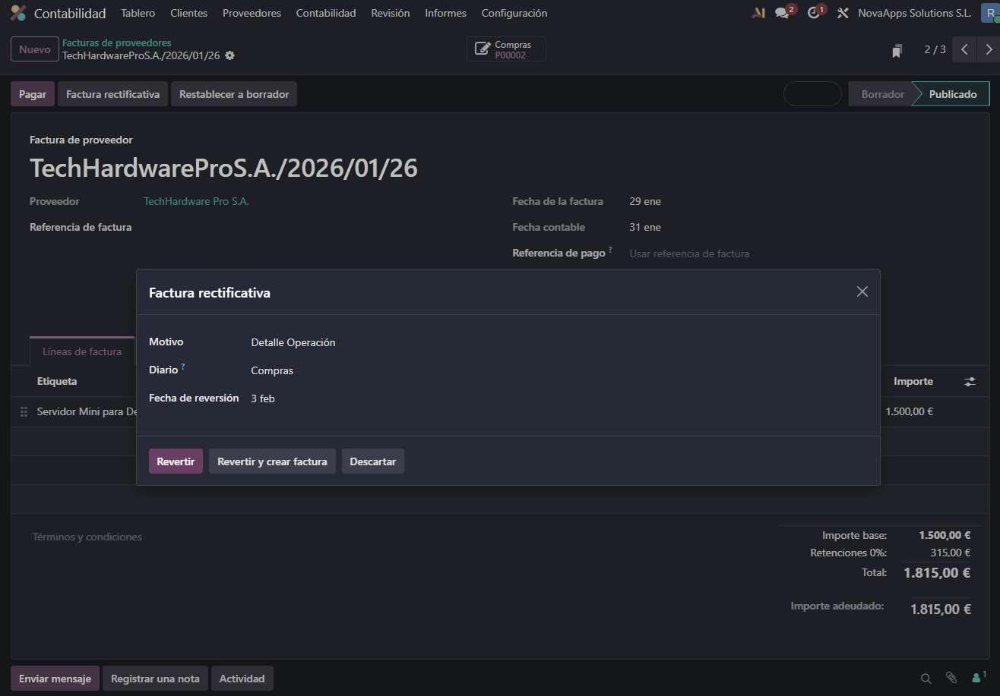 Contabilidad Tablero Clientes Proveedores Contabilidad Revisión Informes Configuración AI 2 1 NovaApps Solutions S.L. R
Nuevo
Facturas de proveedores
TechHardwareProS.A./2026/01/26
Compras
P00002
2 / 3
Pagar Factura rectificativa Restablecer a borrador Borrador Publicado
Factura de proveedor
TechHardwareProS.A./2026/01/26
Proveedor TechHardware Pro S.A. Fecha de la factura 29 ene
Referencia de factura Fecha contable 31 ene
Referencia de pago ? Usar referencia de factura
Factura rectificativa
Motivo Detalle Operación
Diario ? Compras
Fecha de reversión 3 feb
Revertir Revertir y crear factura Descartar
Líneas de factura
Etiqueta Importe
Servidor Mini para De 1.500,00 €
Términos y condiciones
Importe base: 1.500,00 €
Retenciones 0%: 315,00 €
Total: 1.815,00 €
Importe adeudado: 1.815,00 €
Enviar mensaje Registrar una nota Actividad 1